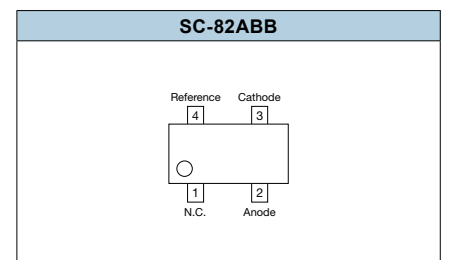 SC-82ABB
Reference Cathode
4 3
1 2
N.C. Anode